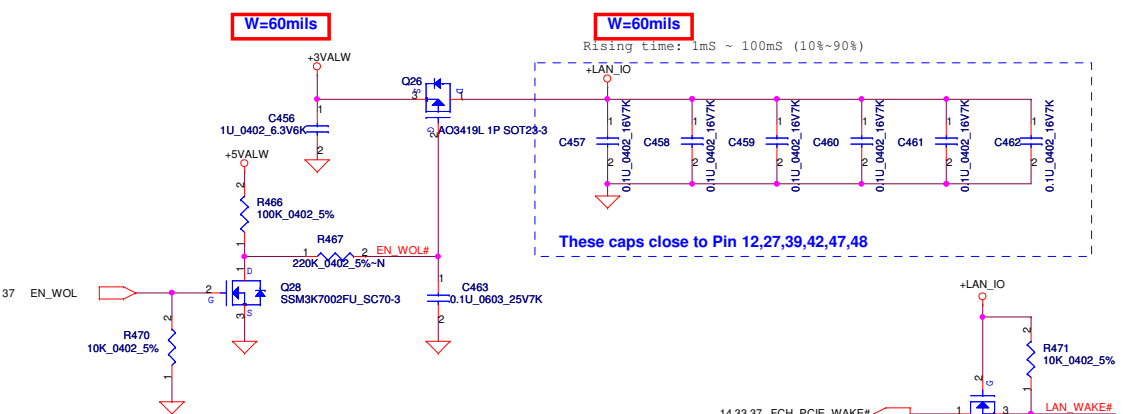 W=60mils
W=60mils
Rising time: 1mS ~ 100mS (10%~90%)
+3VALW
+LAN_IO
Q26
3
S
D
1
G
2
AO3419L 1P SOT23-3
C456
1U_0402_6.3V6K
1
2
C457
1
2
0.1U_0402_16V7K
C458
1
2
0.1U_0402_16V7K
C459
1
2
0.1U_0402_16V7K
C460
1
2
0.1U_0402_16V7K
C461
1
2
0.1U_0402_16V7K
C462
1
2
0.1U_0402_16V7K
These caps close to Pin 12,27,39,42,47,48
+5VALW
2
R466
100K_0402_5%
1
R467
1
2
EN_WOL#
220K_0402_5%~N
1
D
Q28
SSM3K7002FU_SC70-3
2
G
S
3
1
C463
0.1U_0603_25V7K
2
37 EN_WOL
2
R470
10K_0402_5%
1
+LAN_IO
2
R471
10K_0402_5%
1
2
G
14,33,37 FCH_PCIE_WAKE#
1
3
LAN_WAKE#